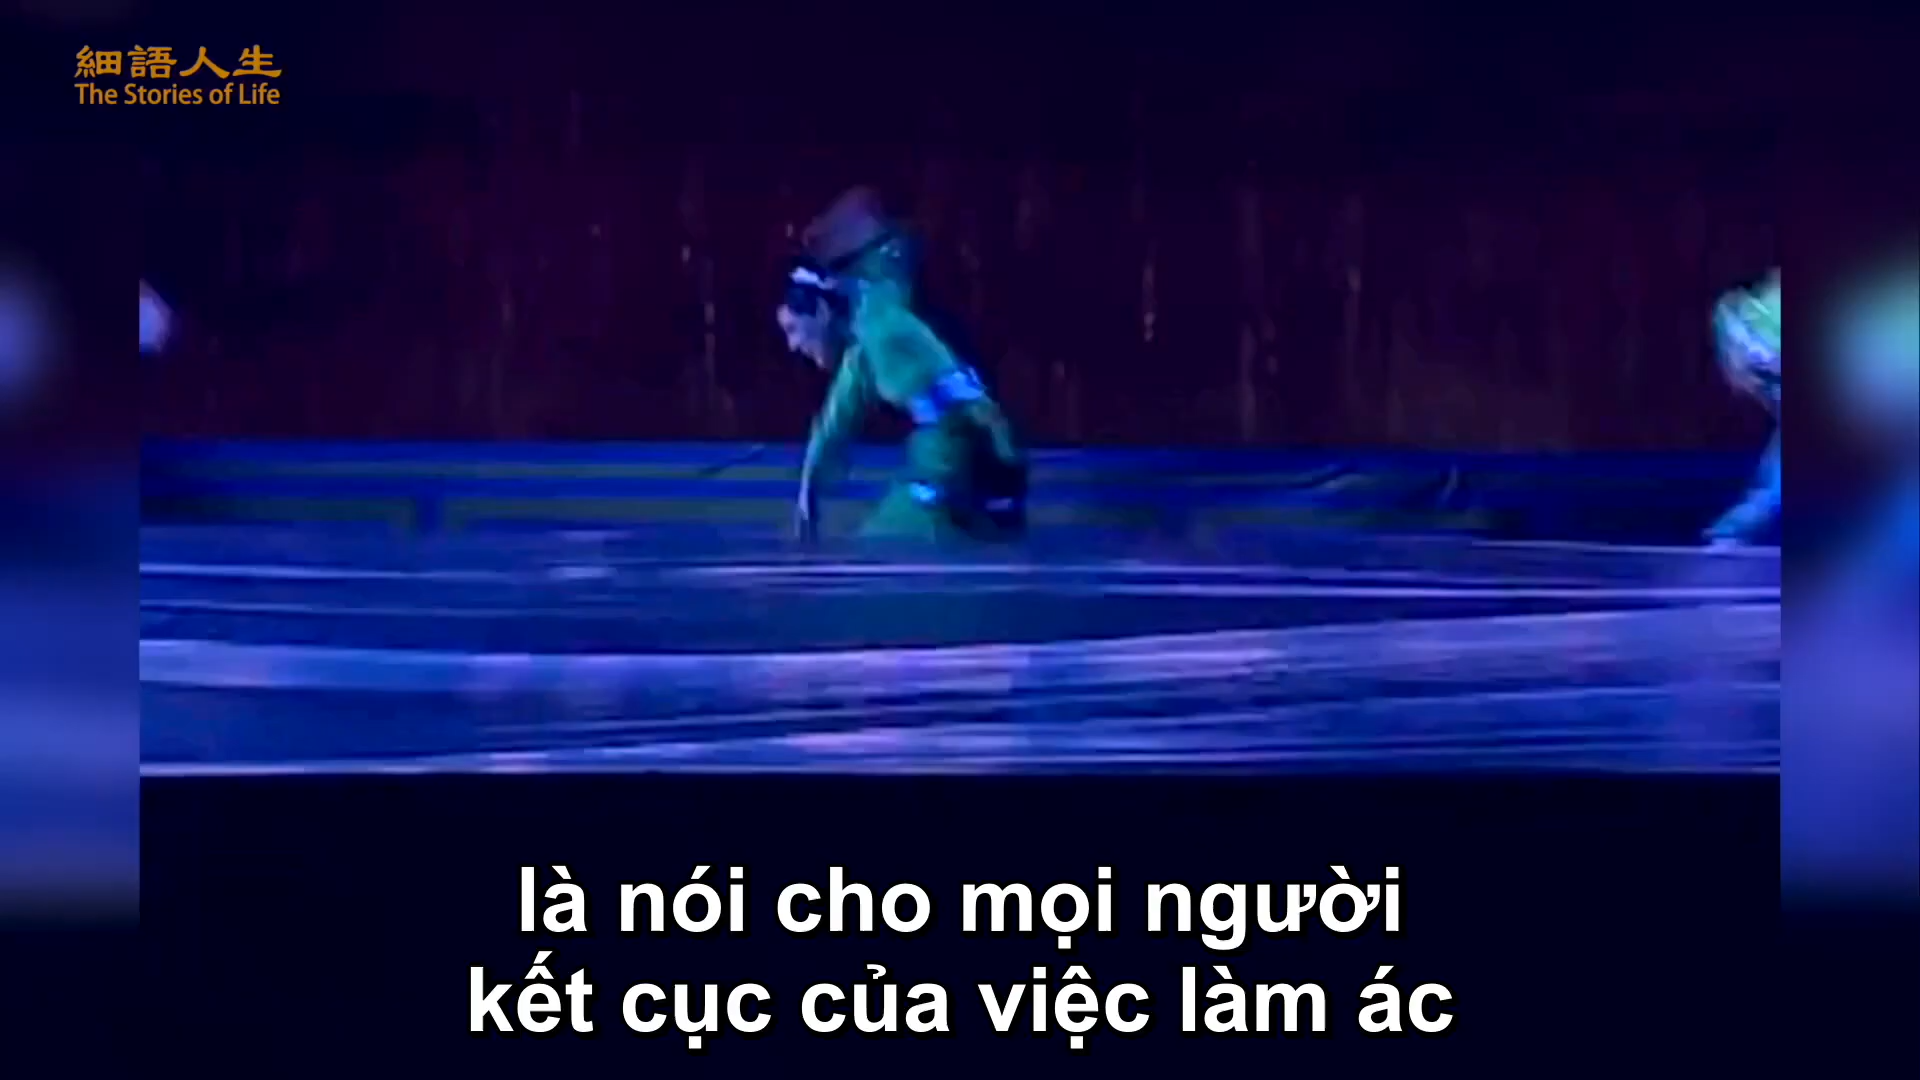 細語人生
The Stories of Life
là nói cho mọi người
kết cục của việc làm ác